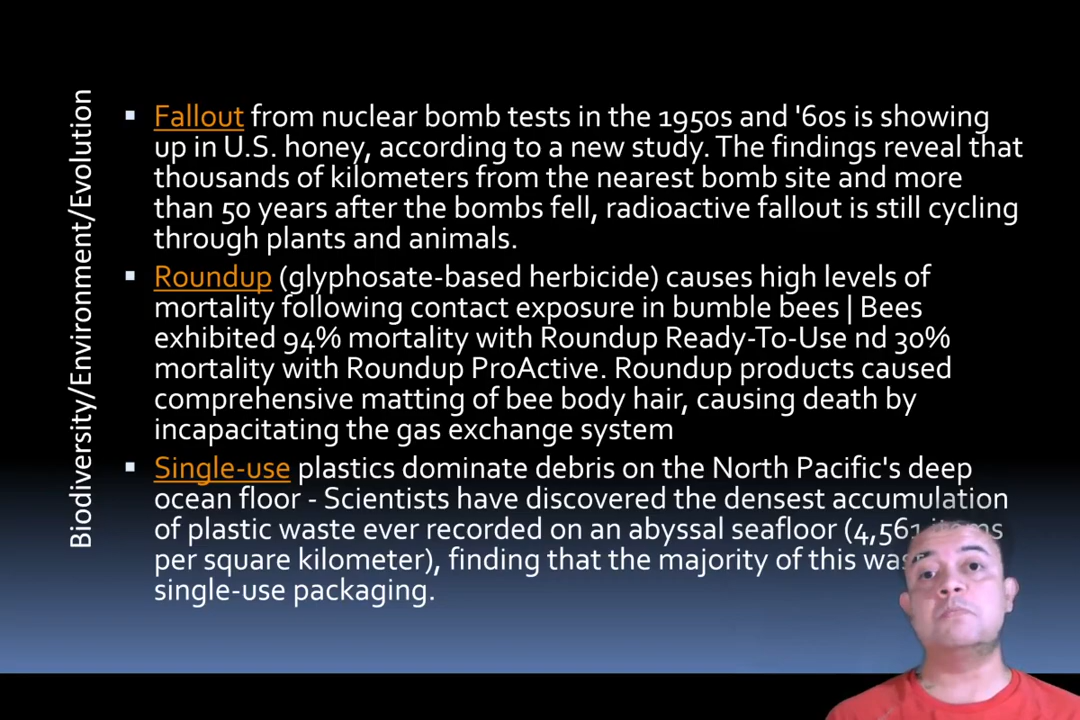 Biodiversity/Environment/Evolution
Fallout from nuclear bomb tests in the 1950s and '60s is showing
up in U.S. honey, according to a new study. The findings reveal that
thousands of kilometers from the nearest bomb site and more
than 50 years after the bombs fell, radioactive fallout is still cycling
through plants and animals.
Roundup (glyphosate-based herbicide) causes high levels of
mortality following contact exposure in bumble bees | Bees
exhibited 94% mortality with Roundup Ready-To-Use nd 30%
mortality with Roundup ProActive. Roundup products caused
comprehensive matting of bee body hair, causing death by
incapacitating the gas exchange system
Single-use plastics dominate debris on the North Pacific's deep
ocean floor - Scientists have discovered the densest accumulation
of plastic waste ever recorded on an abyssal seafloor (4,561 items
per square kilometer), finding that the majority of this
single-use packaging.